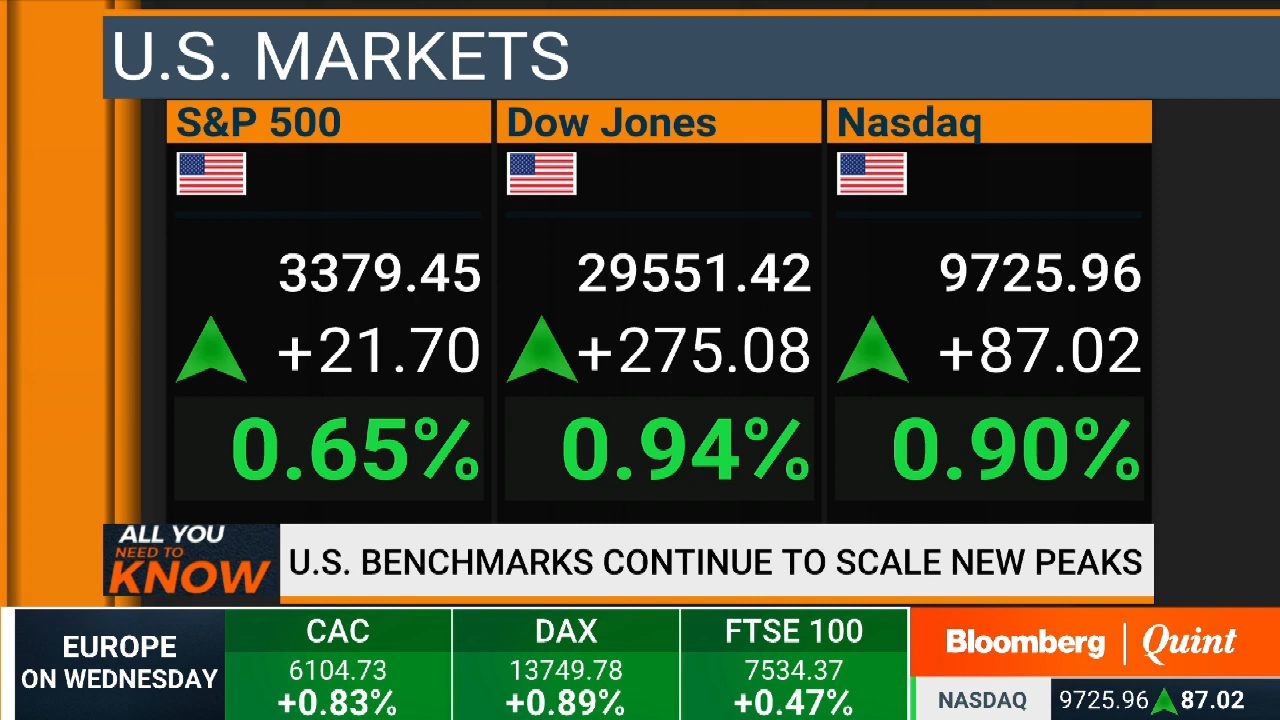 U.S. MARKETS
S&P 500
3379.45
+21.70
0.65%
Dow Jones
29551.42
+275.08
0.94%
Nasdaq
9725.96
+87.02
0.90%
ALL YOU
NEED TO
KNOW
U.S. BENCHMARKS CONTINUE TO SCALE NEW PEAKS
EUROPE
ON WEDNESDAY
CAC
6104.73
+0.83%
DAX
13749.78
+0.89%
FTSE 100
7534.37
+0.47%
Bloomberg | Quint
NASDAQ 9725.96 87.02